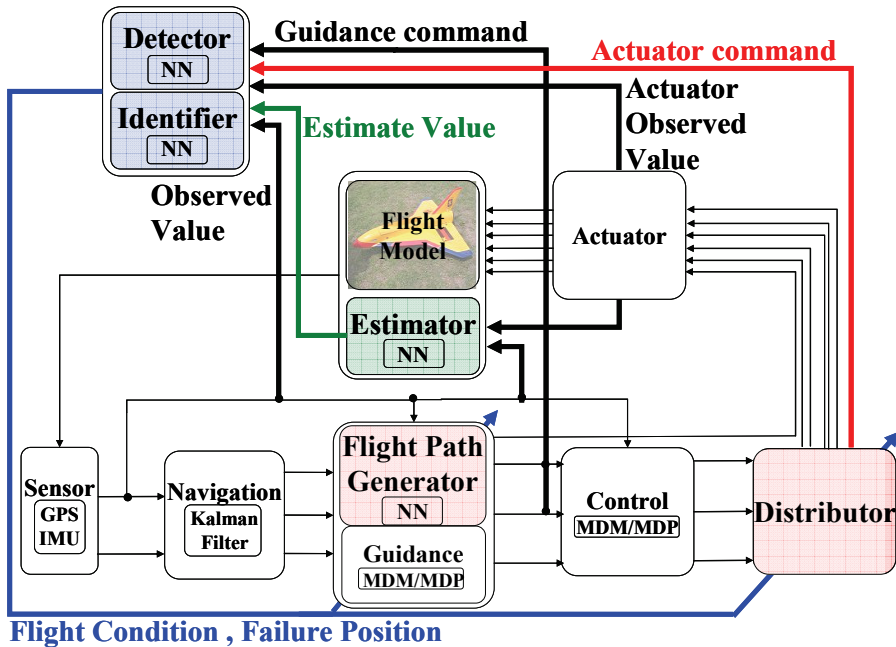 Detector
NN
Identifier
NN
Guidance command
Actuator command
Actuator
Observed
Value
Estimate Value
Observed
Value
Flight
Model
Actuator
Estimator
NN
Sensor
GPS
IMU
Navigation
Kalman
Filter
Flight Path
Generator
NN
Guidance
MDM/MDP
Control
MDM/MDP
Distributor
Flight Condition , Failure Position